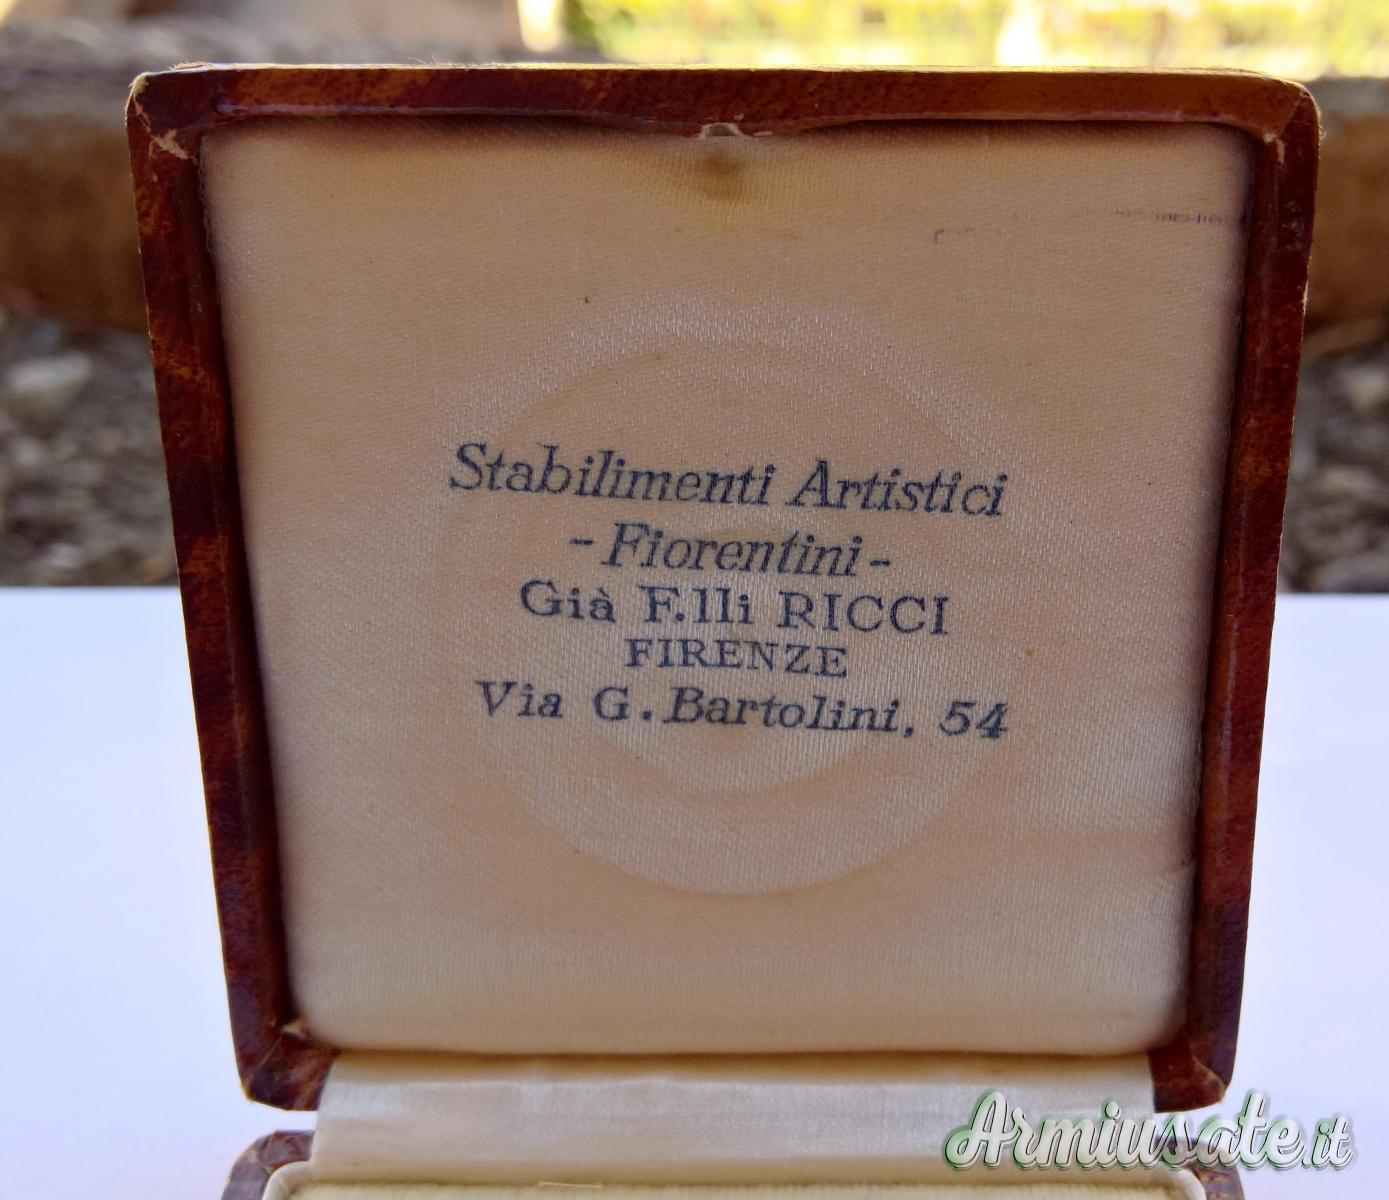 Stabilimenti Artistici
- Fiorentini -
Già F.lli RICCI
FIRENZE
Via G. Bartolini, 54
Armiusate.it